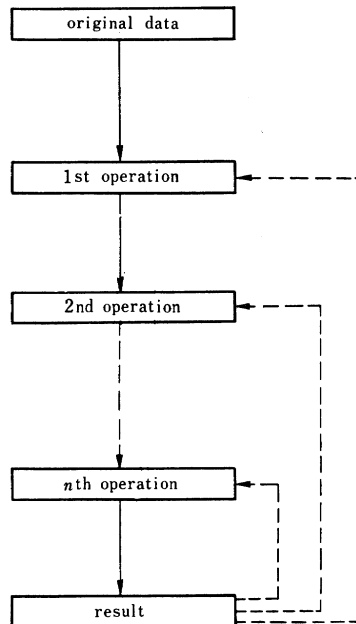 original data
1st operation
2nd operation
nth operation
result